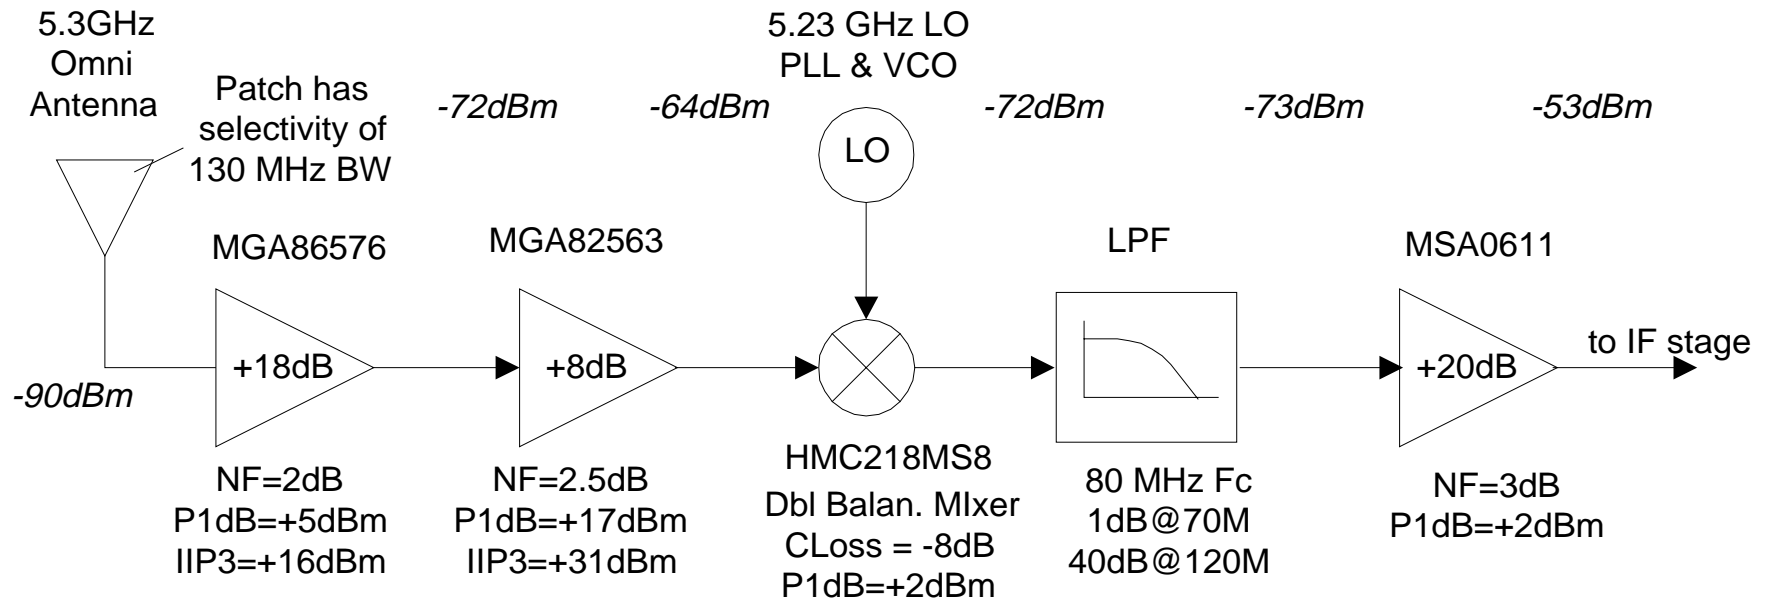 5.3GHz
Omni
Antenna
Patch has
selectivity of
130 MHz BW
-72dBm
-64dBm
5.23 GHz LO
PLL & VCO
LO
-72dBm
-73dBm
-53dBm
MGA86576
MGA82563
LPF
MSA0611
-90dBm
+18dB
+8dB
+20dB
to IF stage
NF=2dB
P1dB=+5dBm
IIP3=+16dBm
NF=2.5dB
P1dB=+17dBm
IIP3=+31dBm
HMC218MS8
Dbl Balan. MIxer
CLoss = -8dB
P1dB=+2dBm
80 MHz Fc
1dB@70M
40dB@120M
NF=3dB
P1dB=+2dBm